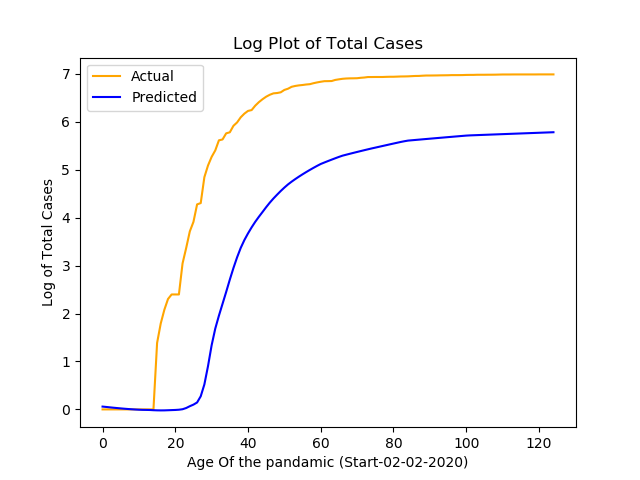 Log Plot of Total Cases
Actual
Predicted
7
6
5
4
3
2
1
0
Log of Total Cases
0 20 40 60 80 100 120
Age Of the pandamic (Start-02-02-2020)